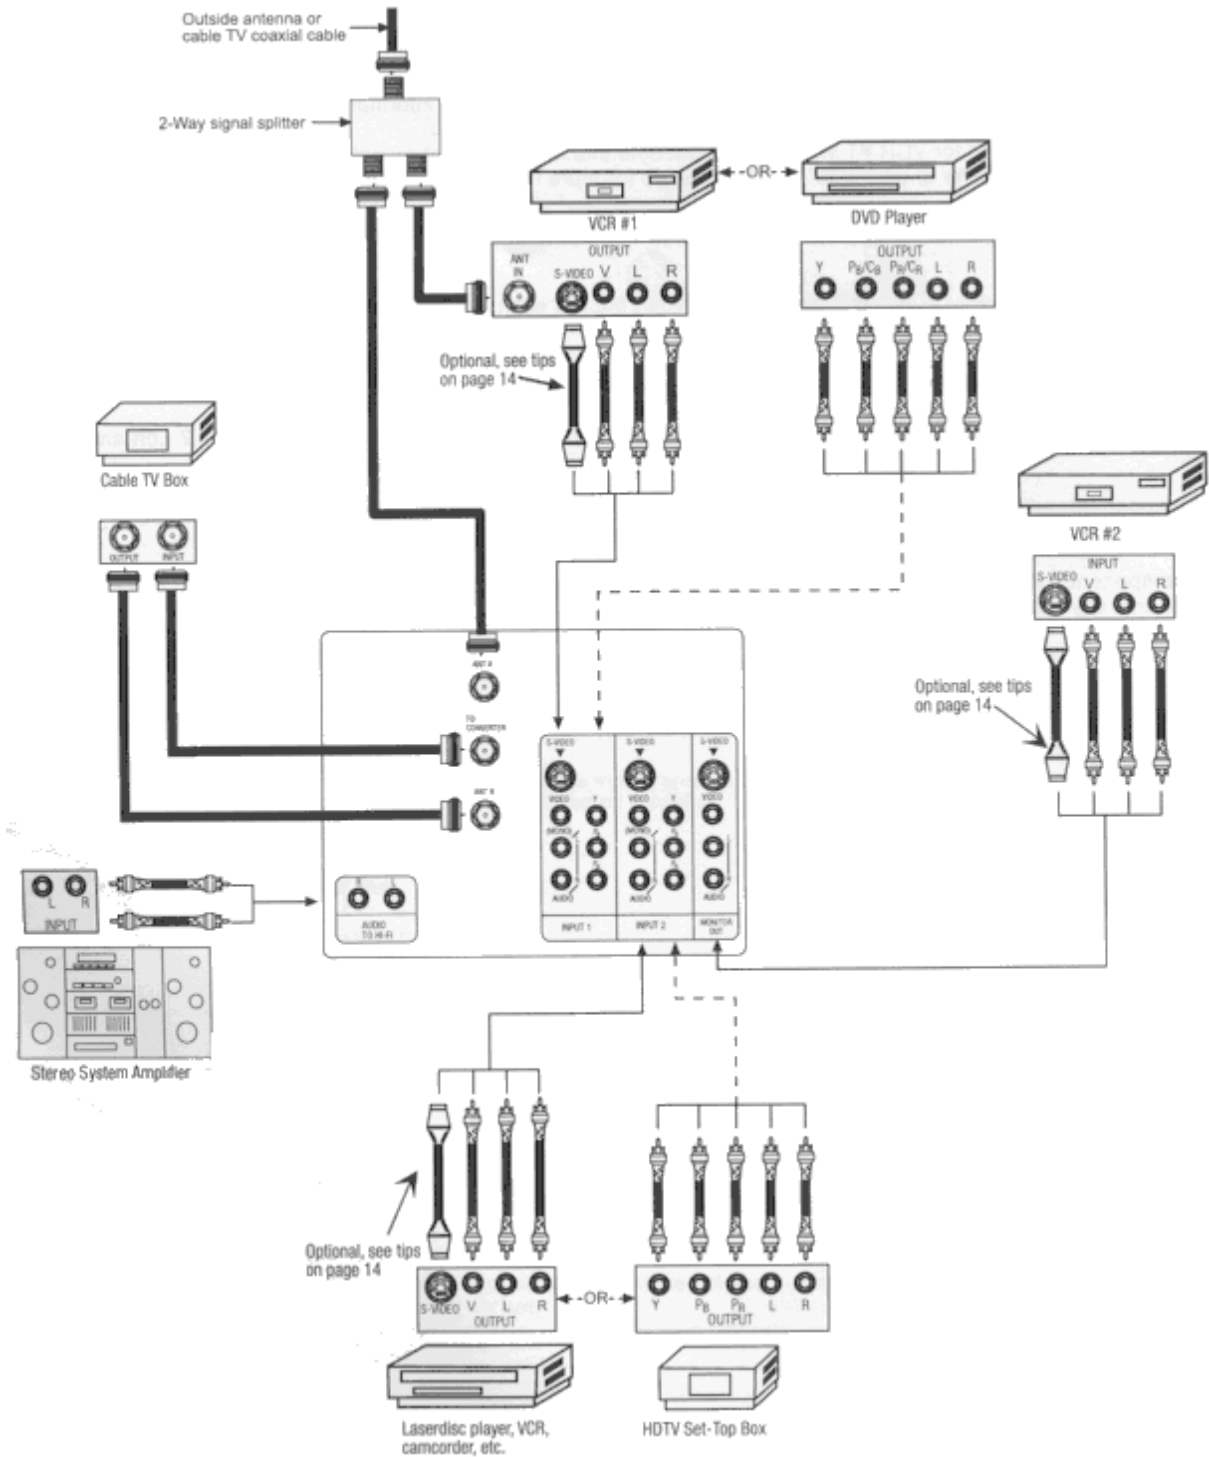 Outside antenna or
cable TV coaxial cable
2-Way signal splitter
-OR-
VCR #1
DVD Player
OUTPUT
ANT
IN
S-VIDEO V L R
OUTPUT
Y PB/CB PR/CR L R
Optional, see tips
on page 14
Cable TV Box
OUTPUT INPUT
VCR #2
INPUT
S-VIDEO V L R
Optional, see tips
on page 14
ANT A
TO
CONVERTER
ANT B
S-VIDEO S-VIDEO S-VIDEO
VIDEO Y VIDEO Y VIDEO
(MONO) (MONO)
AUDIO AUDIO AUDIO
INPUT 1 INPUT 2 MONITOR
OUT
L R
INPUT
R L
AUDIO
TO HI-FI
Stereo System Amplifier
Optional, see tips
on page 14
S-VIDEO V L R
OUTPUT
-OR-
Y PB PR L R
OUTPUT
Laserdisc player, VCR,
camcorder, etc.
HDTV Set-Top Box